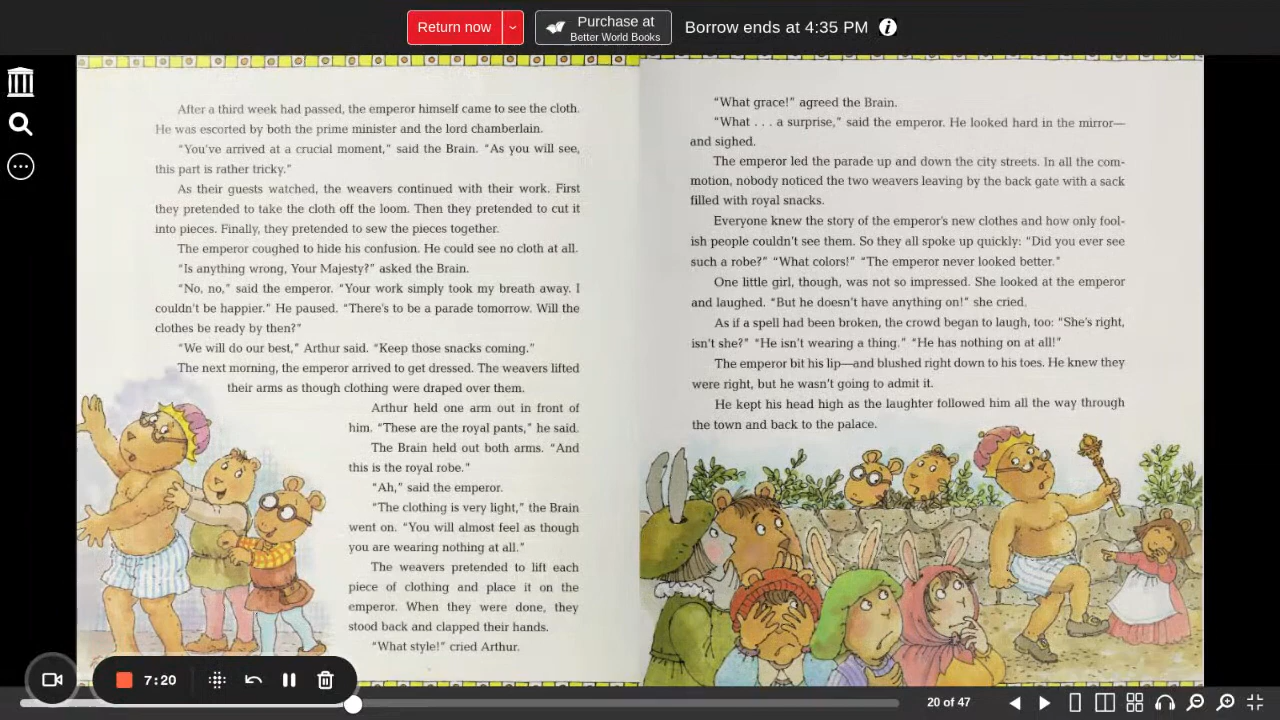 Return now
Purchase at
Better World Books
Borrow ends at 4:35 PM
After a third week had passed, the emperor himself came to see the cloth.
He was escorted by both the prime minister and the lord chamberlain.
“You’ve arrived at a crucial moment,” said the Brain. “As you will see,
this part is rather tricky.”
As their guests watched, the weavers continued with their work. First
they pretended to take the cloth off the loom. Then they pretended to cut it
into pieces. Finally, they pretended to sew the pieces together.
The emperor coughed to hide his confusion. He could see no cloth at all.
“Is anything wrong, Your Majesty?” asked the Brain.
“No, no,” said the emperor. “Your work simply took my breath away. I
couldn’t be happier.” He paused. “There’s to be a parade tomorrow. Will the
clothes be ready by then?”
“We will do our best,” Arthur said. “Keep those snacks coming.”
The next morning, the emperor arrived to get dressed. The weavers lifted
their arms as though clothing were draped over them.
Arthur held one arm out in front of
him. “These are the royal pants,” he said.
The Brain held out both arms. “And
this is the royal robe.”
“Ah,” said the emperor.
“The clothing is very light,” the Brain
went on. “You will almost feel as though
you are wearing nothing at all.”
The weavers pretended to lift each
piece of clothing and place it on the
emperor. When they were done, they
stood back and clapped their hands.
“What style!” cried Arthur.
“What grace!” agreed the Brain.
“What . . . a surprise,” said the emperor. He looked hard in the mirror—
and sighed.
The emperor led the parade up and down the city streets. In all the com-
motion, nobody noticed the two weavers leaving by the back gate with a sack
filled with royal snacks.
Everyone knew the story of the emperor’s new clothes and how only fool-
ish people couldn’t see them. So they all spoke up quickly: “Did you ever see
such a robe?” “What colors!” “The emperor never looked better.”
One little girl, though, was not so impressed. She looked at the emperor
and laughed. “But he doesn’t have anything on!” she cried.
As if a spell had been broken, the crowd began to laugh, too: “She’s right,
isn’t she?” “He isn’t wearing a thing.” “He has nothing on at all!”
The emperor bit his lip—and blushed right down to his toes. He knew they
were right, but he wasn’t going to admit it.
He kept his head high as the laughter followed him all the way through
the town and back to the palace.
7:20
20 of 47